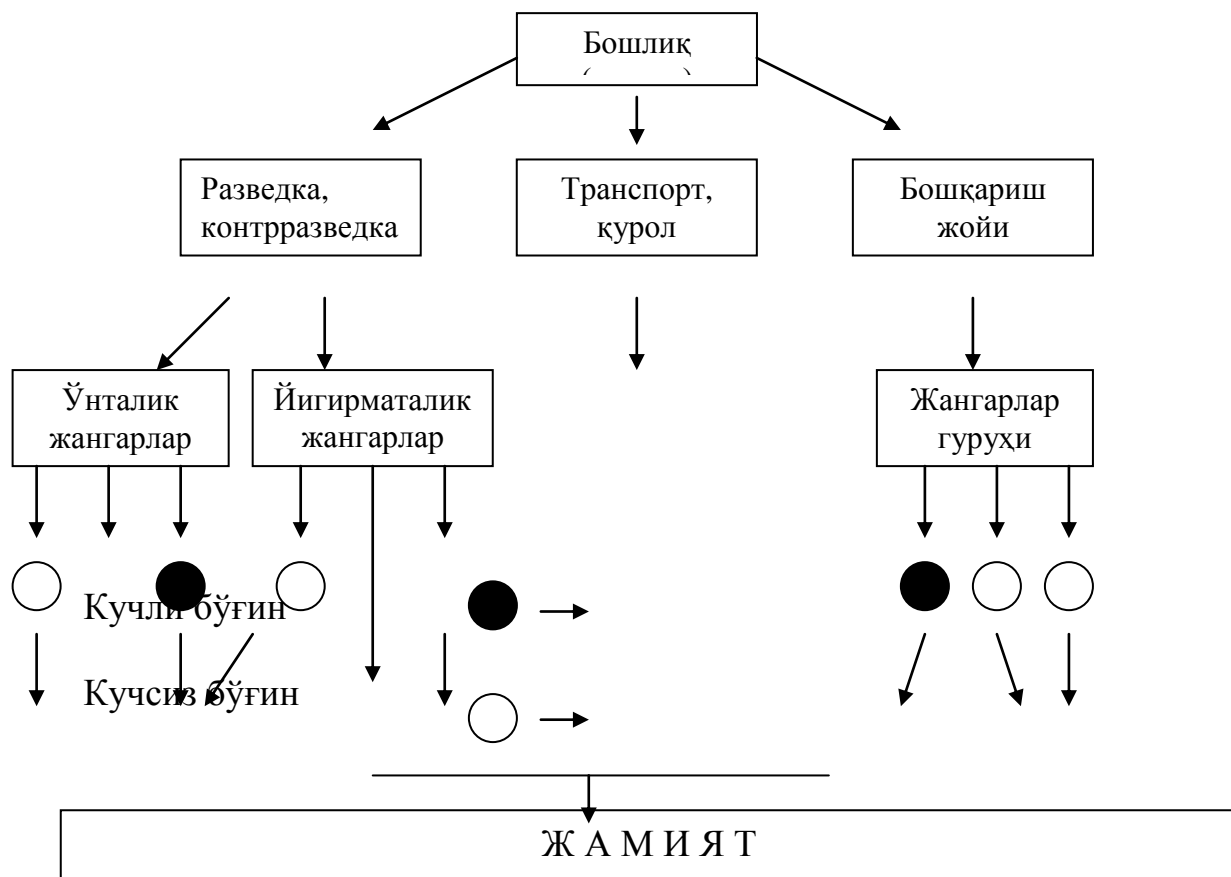 Бошлиқ
Разведка,
контрразведка
Транспорт,
қурол
Бошқариш
жойи
Ўнталик
жангарлар
Йигирматалик
жангарлар
Жангарлар
гуруҳи
Кучли бўғин
Кучсиз бўғин
Ж А М И Я Т